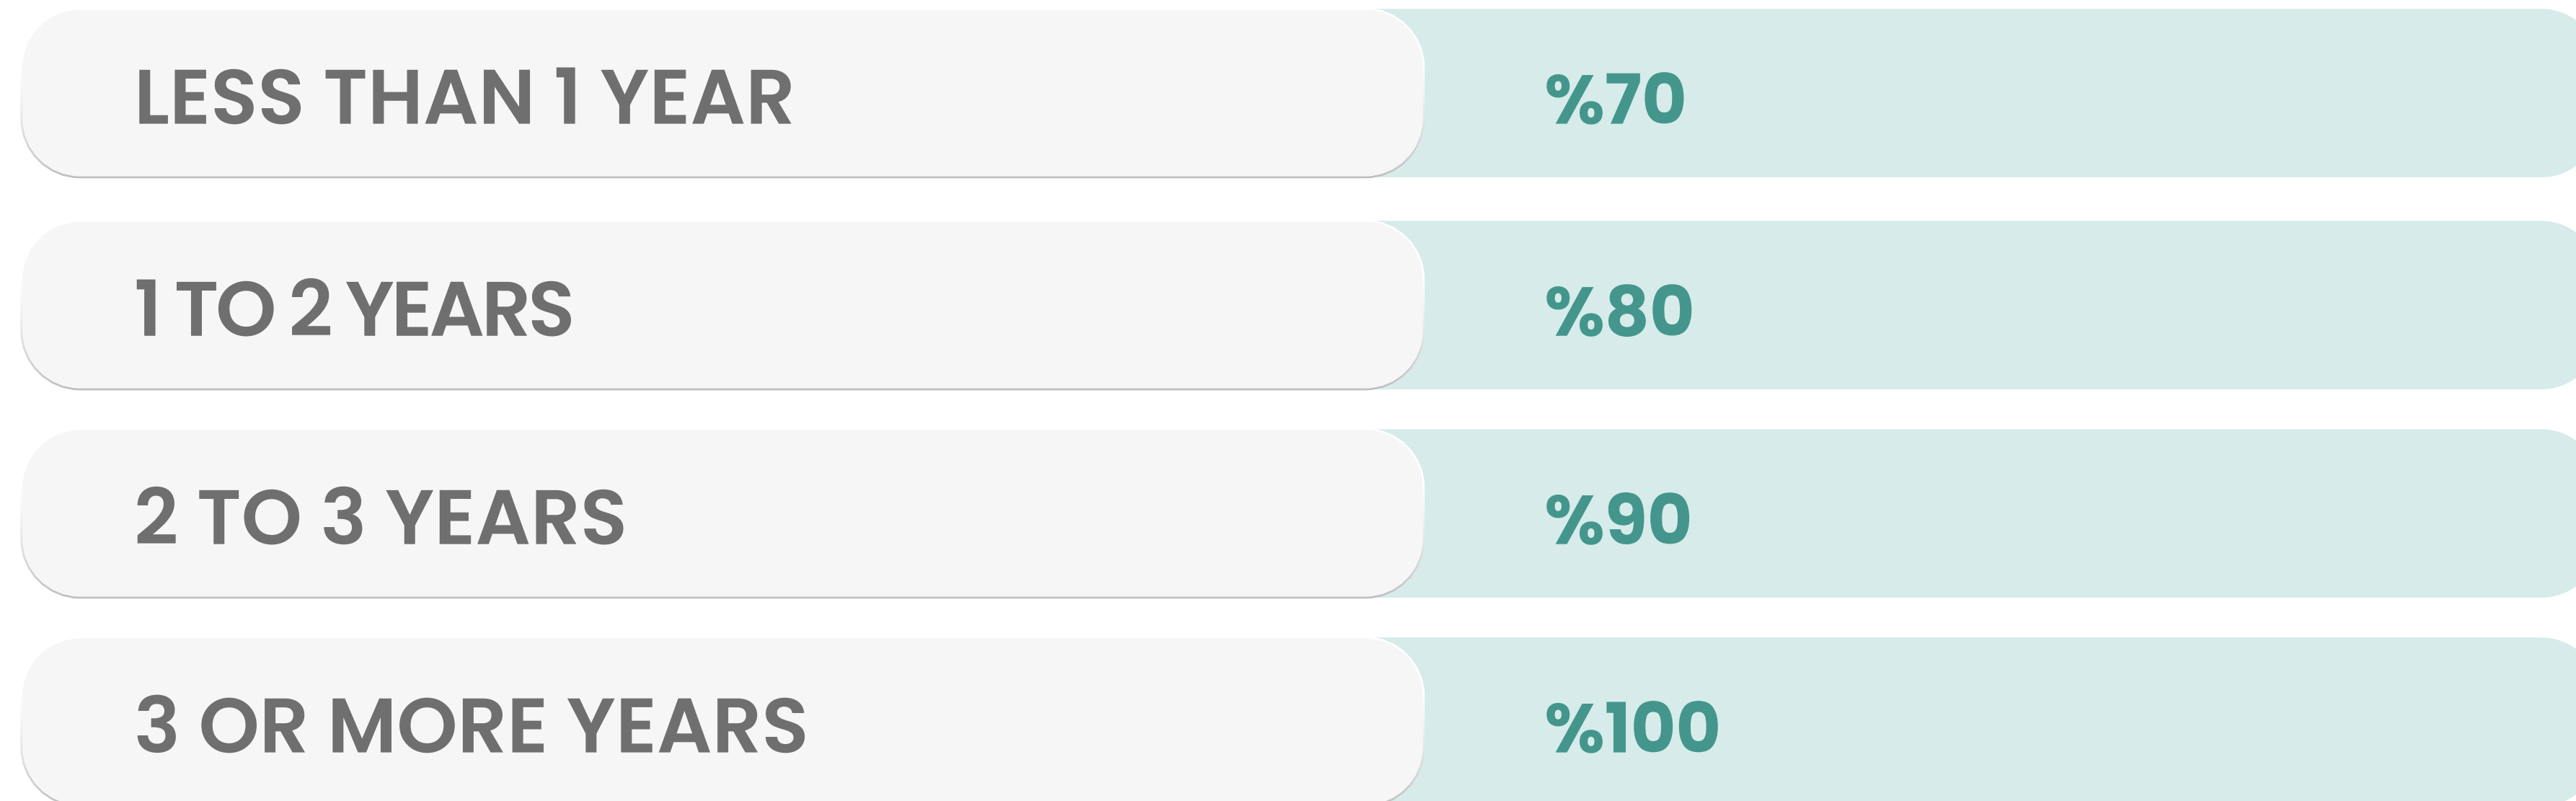 LESS THAN 1 YEAR %70
1 TO 2 YEARS %80
2 TO 3 YEARS %90
3 OR MORE YEARS %100